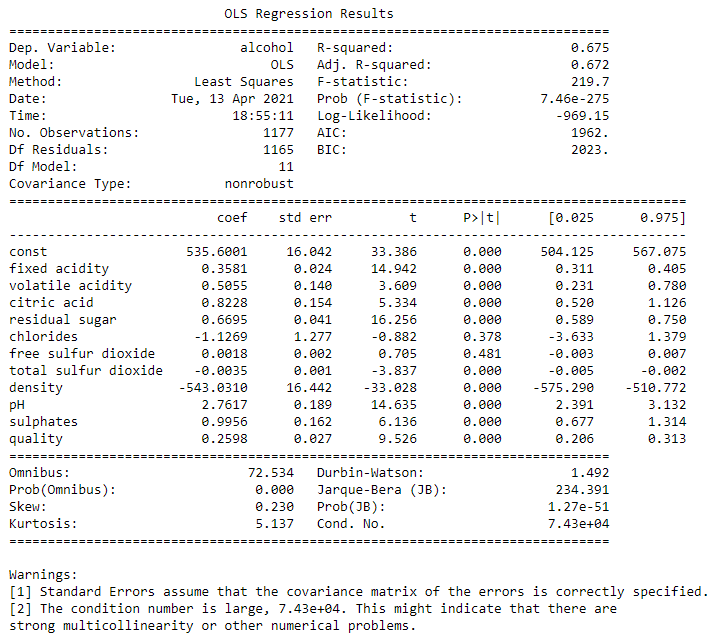 OLS Regression Results
==============================================================================
Dep. Variable:                alcohol   R-squared:                       0.675
Model:                            OLS   Adj. R-squared:                  0.672
Method:                 Least Squares   F-statistic:                     219.7
Date:                Tue, 13 Apr 2021   Prob (F-statistic):          7.46e-275
Time:                        18:55:11   Log-Likelihood:                -969.15
No. Observations:                1177   AIC:                             1962.
Df Residuals:                    1165   BIC:                             2023.
Df Model:                          11
Covariance Type:            nonrobust
========================================================================================
                           coef    std err          t      P>|t|      [0.025      0.975]
----------------------------------------------------------------------------------------
const                  535.6001     16.042     33.386      0.000     504.125     567.075
fixed acidity            0.3581      0.024     14.942      0.000       0.311       0.405
volatile acidity         0.5055      0.140      3.609      0.000       0.231       0.780
citric acid              0.8228      0.154      5.334      0.000       0.520       1.126
residual sugar           0.6695      0.041     16.256      0.000       0.589       0.750
chlorides               -1.1269      1.277     -0.882      0.378      -3.633       1.379
free sulfur dioxide      0.0018      0.002      0.705      0.481      -0.003       0.007
total sulfur dioxide    -0.0035      0.001     -3.837      0.000      -0.005      -0.002
density               -543.0310     16.442    -33.028      0.000    -575.290    -510.772
pH                       2.7617      0.189     14.635      0.000       2.391       3.132
sulphates                0.9956      0.162      6.136      0.000       0.677       1.314
quality                  0.2598      0.027      9.526      0.000       0.206       0.313
==============================================================================
Omnibus:                       72.534   Durbin-Watson:                   1.492
Prob(Omnibus):                  0.000   Jarque-Bera (JB):              234.391
Skew:                           0.230   Prob(JB):                     1.27e-51
Kurtosis:                       5.137   Cond. No.                     7.43e+04
==============================================================================
Warnings:
[1] Standard Errors assume that the covariance matrix of the errors is correctly specified.
[2] The condition number is large, 7.43e+04. This might indicate that there are
strong multicollinearity or other numerical problems.